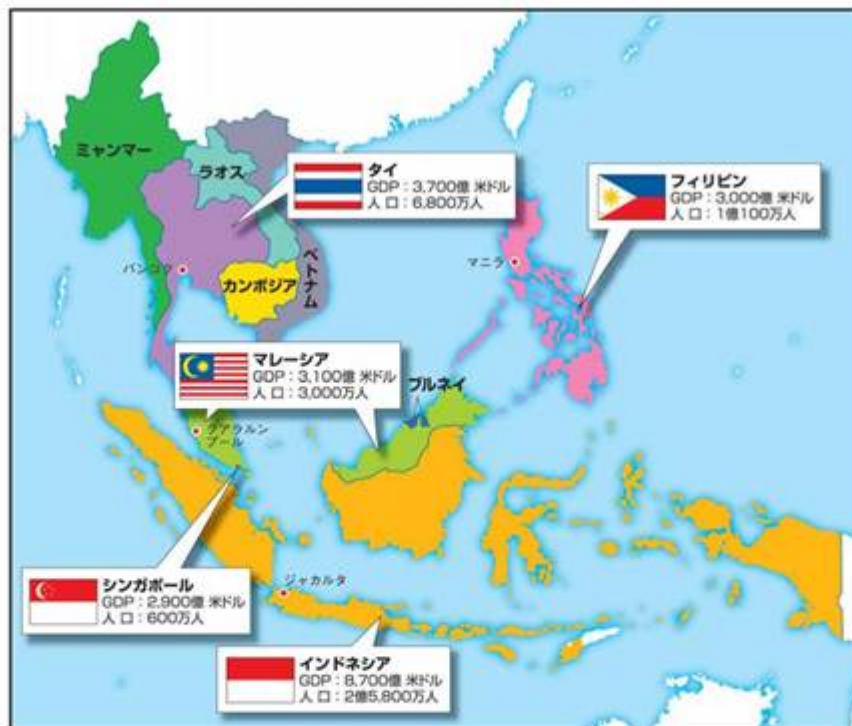 ミャンマー
ラオス
タイ
GDP：3,700億 米ドル
人 口：6,800万人
フィリピン
GDP：3,000億 米ドル
人 口：1億100万人
バンコク
カンボジア
ベトナム
マニラ
マレーシア
GDP：3,100億 米ドル
人 口：3,000万人
ブルネイ
クアラルン
プール
シンガポール
GDP：2,900億 米ドル
人 口：600万人
ジャカルタ
インドネシア
GDP：8,700億 米ドル
人 口：2億5,800万人